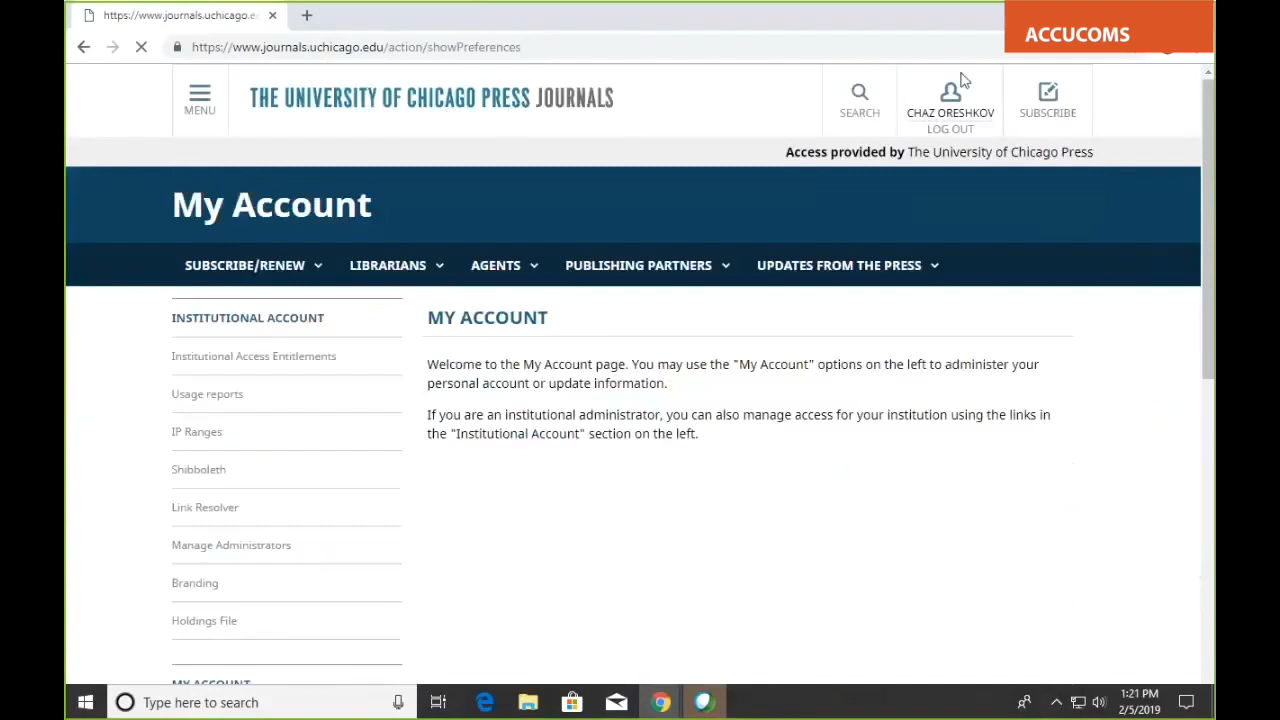 https://www.journals.uchicago.e
ACCUCOMS
https://www.journals.uchicago.edu/action/showPreferences
MENU
THE UNIVERSITY OF CHICAGO PRESS JOURNALS
SEARCH
CHAZ ORESHKOV
LOG OUT
SUBSCRIBE
Access provided by The University of Chicago Press
My Account
SUBSCRIBE/RENEW
LIBRARIANS
AGENTS
PUBLISHING PARTNERS
UPDATES FROM THE PRESS
INSTITUTIONAL ACCOUNT
Institutional Access Entitlements
Usage reports
IP Ranges
Shibboleth
Link Resolver
Manage Administrators
Branding
Holdings File
MY ACCOUNT
MY ACCOUNT
Welcome to the My Account page. You may use the "My Account" options on the left to administer your
personal account or update information.
If you are an institutional administrator, you can also manage access for your institution using the links in
the "Institutional Account" section on the left.
Type here to search
1:21 PM
2/5/2019